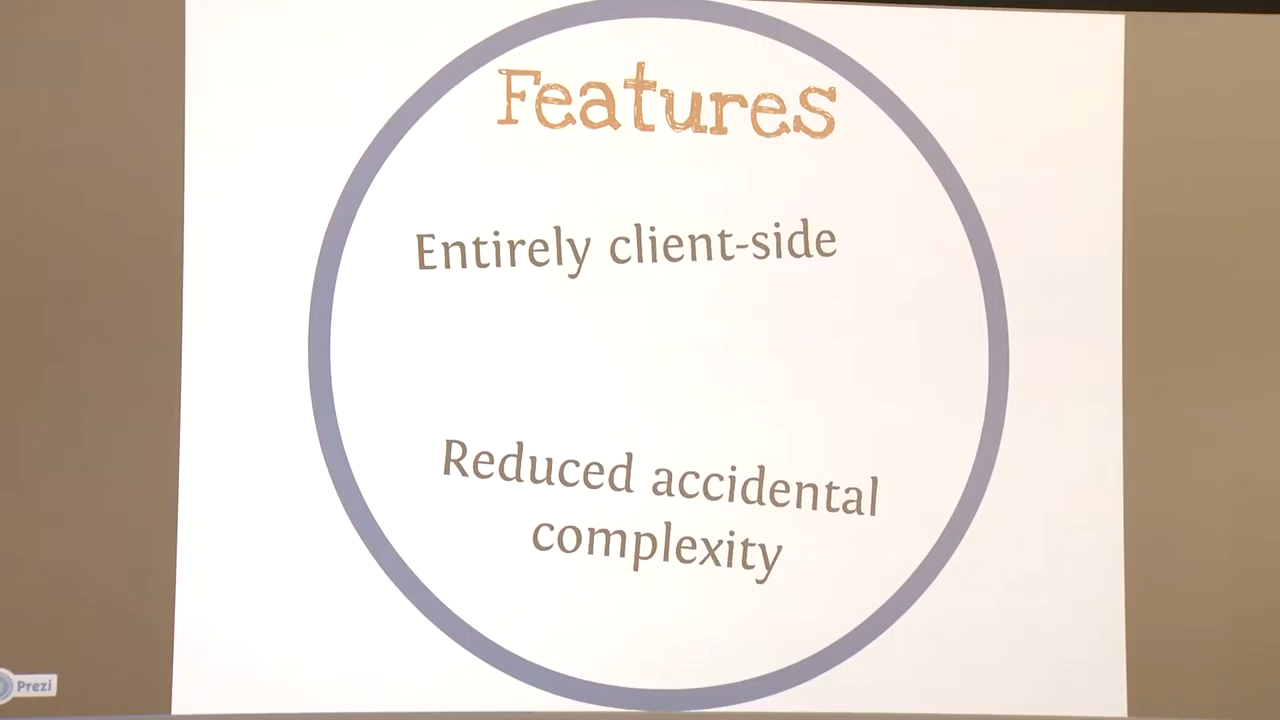 Features
Entirely client-side
Reduced accidental
complexity
Prezi